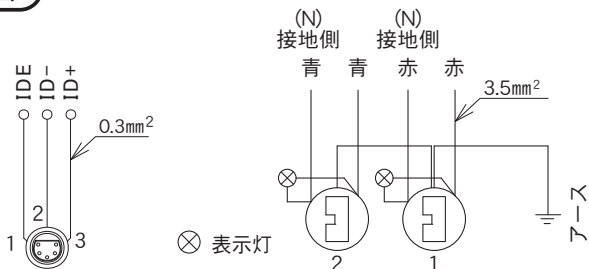 (N) (N)
接地側 接地側
青 青 赤 赤
IDE ID− ID+
3.5mm²
0.3mm²
2
1 3
表示灯
2 1
アース